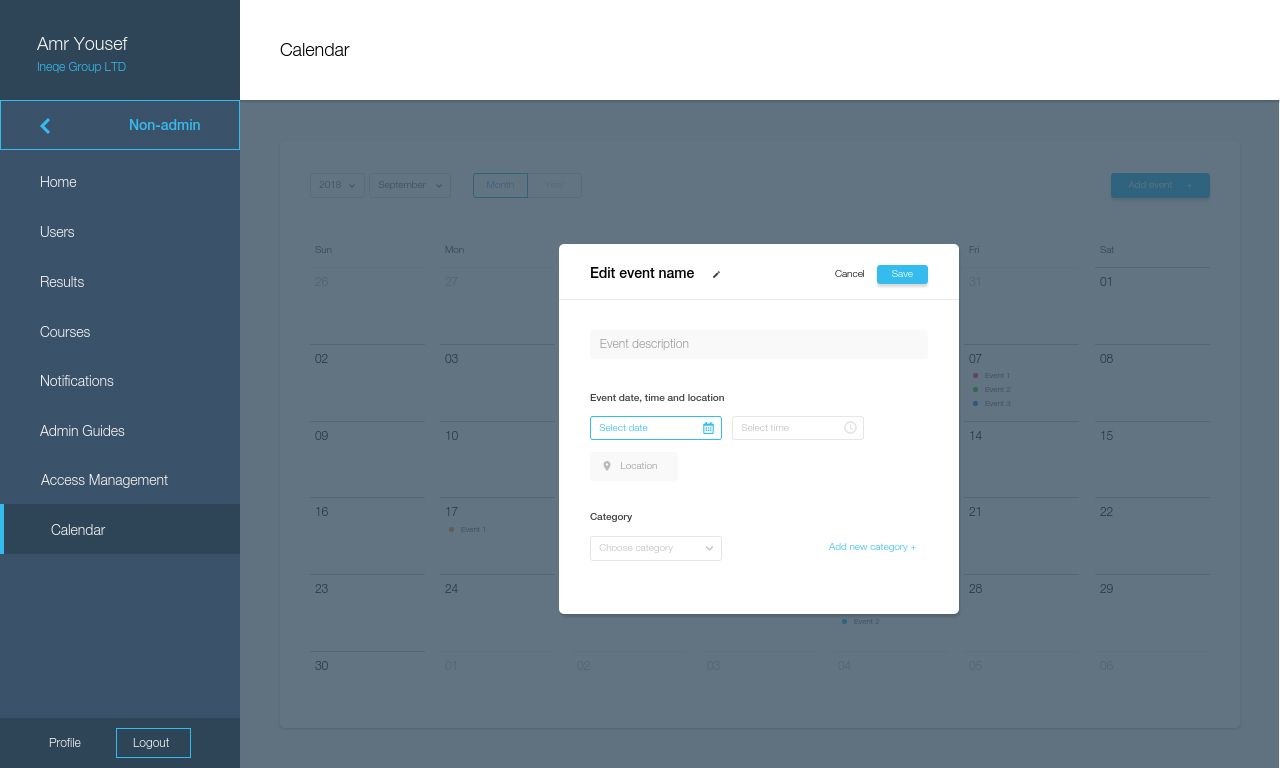 Amr Yousef
Ineqe Group LTD
Non-admin
Home
Users
Results
Courses
Notifications
Admin Guides
Access Management
Calendar
Profile
Logout
Calendar
2018
September
Month
Year
Add event +
Sun Mon Fri Sat
26 27 31 01
02 03 07 08
Event 1
Event 2
Event 3
09 10 14 15
16 17 21 22
Event 1
23 24 28 29
Event 2
30 01 02 03 04 05 06
Edit event name
Cancel
Save
Event description
Event date, time and location
Select date
Select time
Location
Category
Choose category
Add new category +